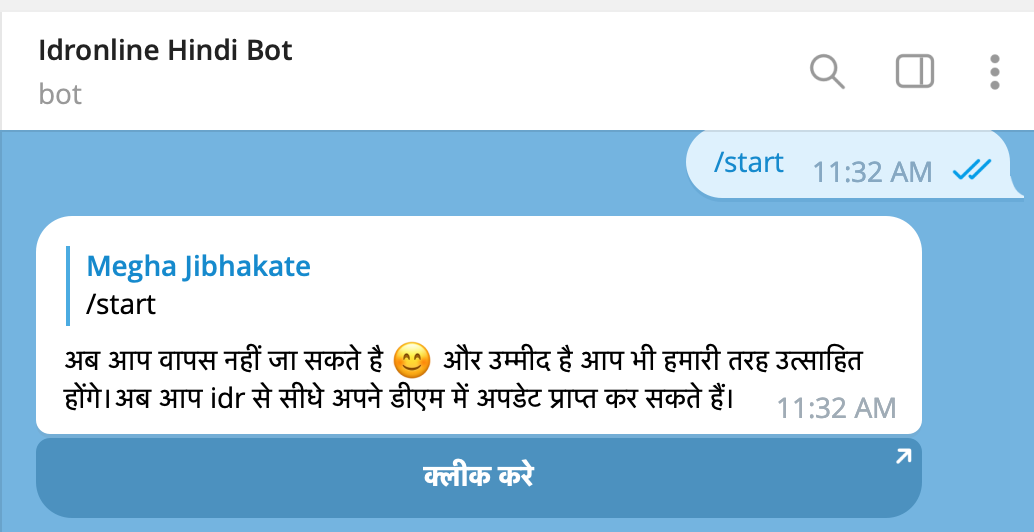 Idronline Hindi Bot
bot
/start 11:32 AM
Megha Jibhakate
/start
अब आप वापस नहीं जा सकते है 😊 और उम्मीद है आप भी हमारी तरह उत्साहित
होंगे।अब आप idr से सीधे अपने डीएम में अपडेट प्राप्त कर सकते हैं।
11:32 AM
क्लीक करे